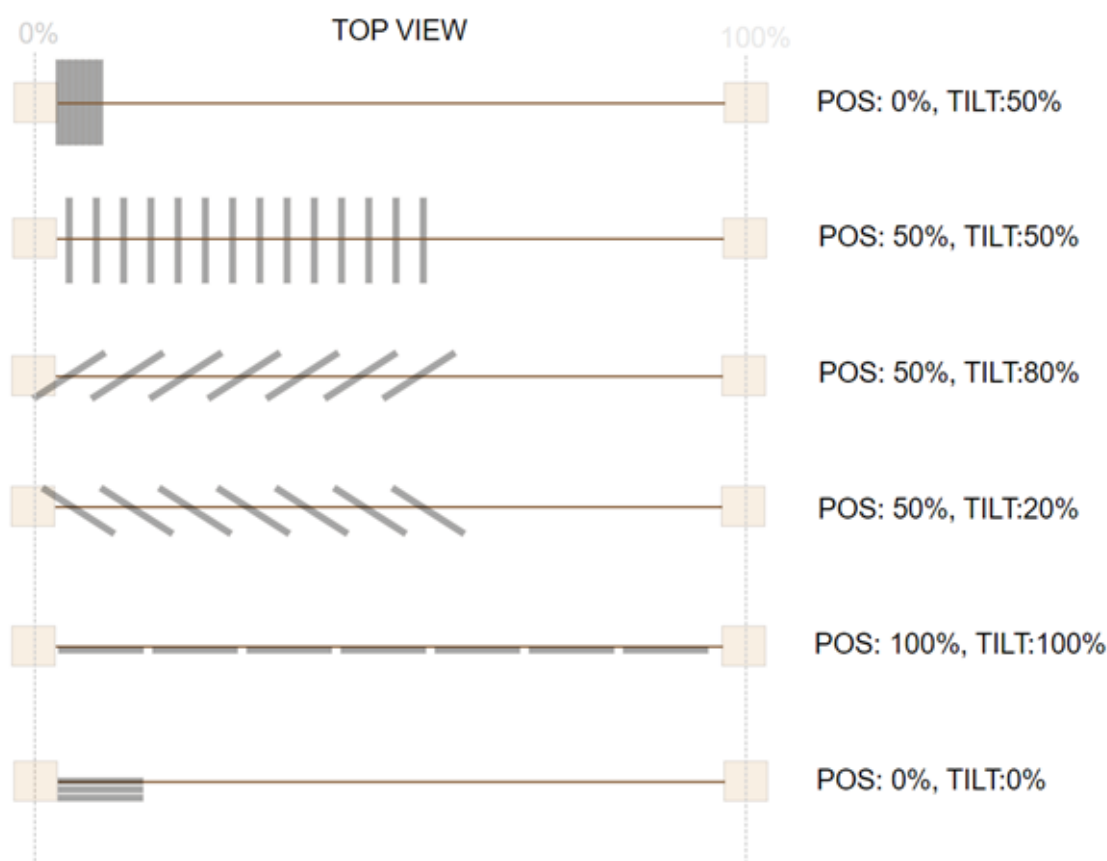 0%
TOP VIEW
100%
POS: 0%, TILT:50%
POS: 50%, TILT:50%
POS: 50%, TILT:80%
POS: 50%, TILT:20%
POS: 100%, TILT:100%
POS: 0%, TILT:0%